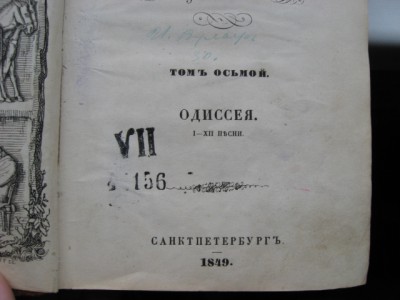 ТОМЪ ОСЬМОЙ.
ОДИССЕЯ.
I—XII ПѢСНИ.
VII
156
САНКТПЕТЕРБУРГЪ.
1849.